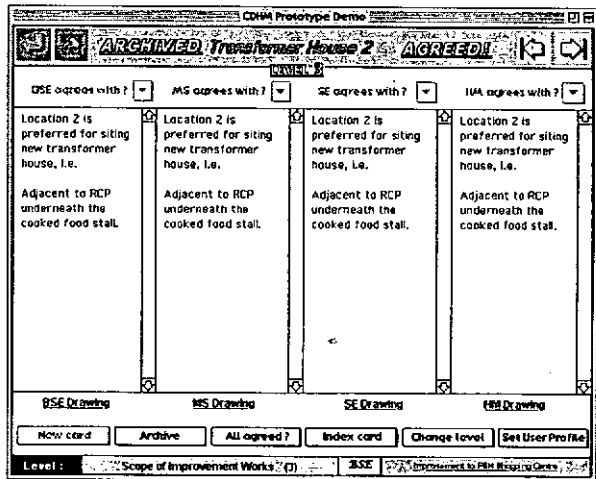 CDHM Prototype Demo
ARCHIVED Transformer House 2 AGREED!!
LEVEL 3
BSE agrees with ?
MS agrees with ?
SE agrees with ?
HM agrees with ?
Location 2 is
preferred for siting
new transformer
house, i.e.
Adjacent to RCP
underneath the
cooked food stall.
Location 2 is
preferred for siting
new transformer
house, i.e.
Adjacent to RCP
underneath the
cooked food stall.
Location 2 is
preferred for siting
new transformer
house, i.e.
Adjacent to RCP
underneath the
cooked food stall.
Location 2 is
preferred for siting
new transformer
house, i.e.
Adjacent to RCP
underneath the
cooked food stall.
BSE Drawing
MS Drawing
SE Drawing
HM Drawing
New card
Archive
All agreed ?
Index card
Change level
Set User Profile
Level :
Scope of Improvement Works (3)
BSE
Improvement to